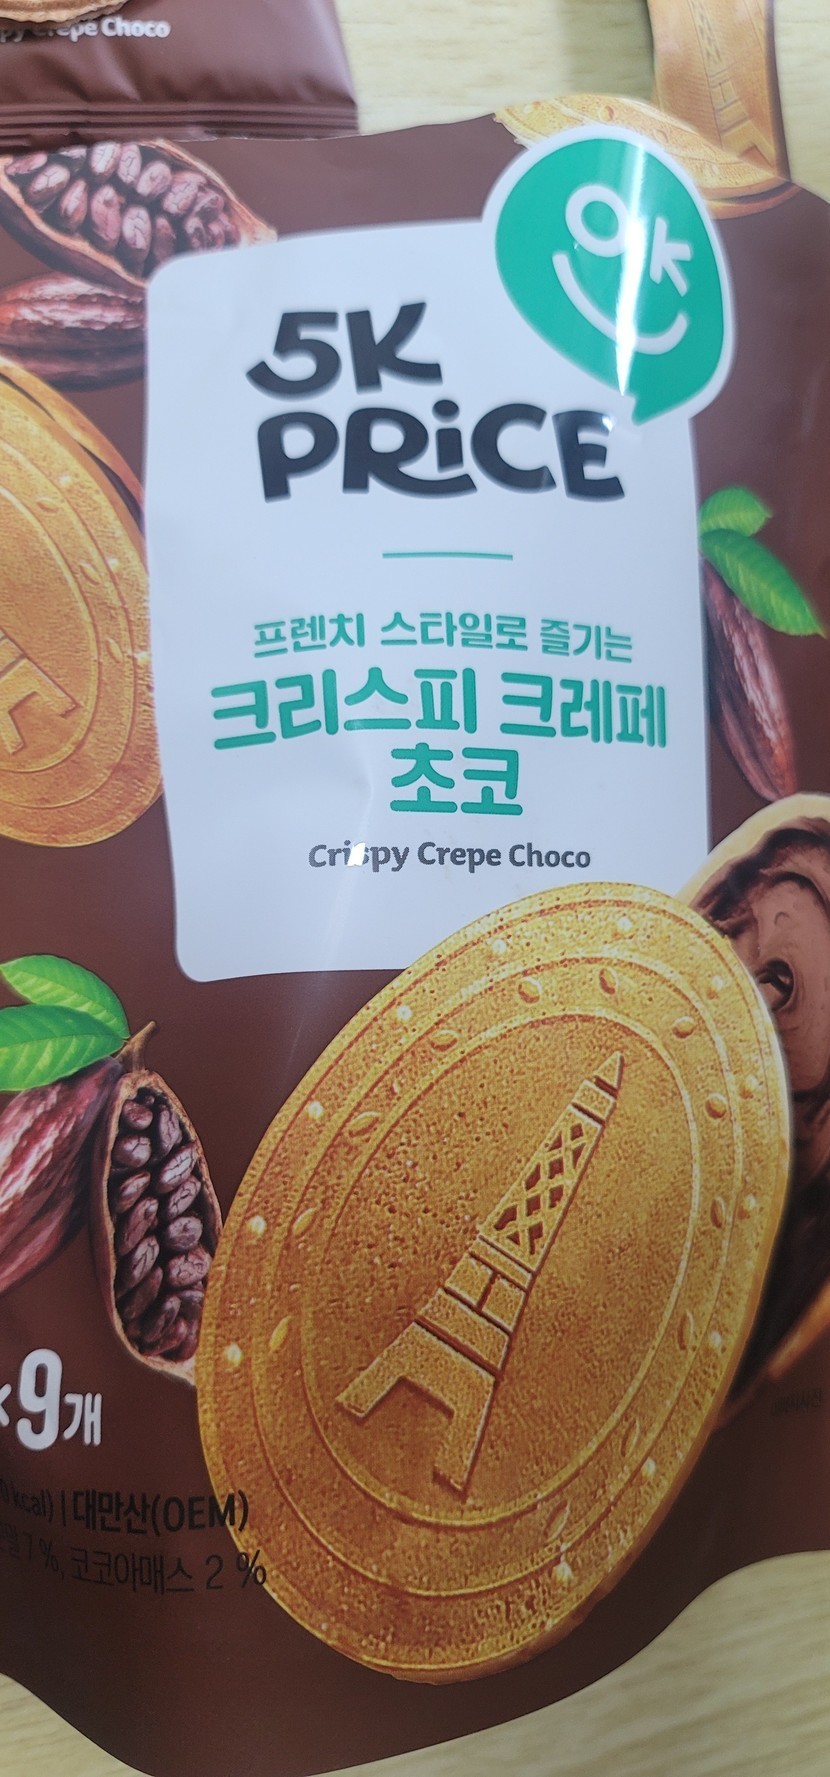 Crepe Choco
OK
5K
PRiCE
프렌치 스타일로 즐기는
크리스피 크레페
초코
Crispy Crepe Choco
×9개
kcal) | 대만산(OEM)
7%, 코코아매스 2 %